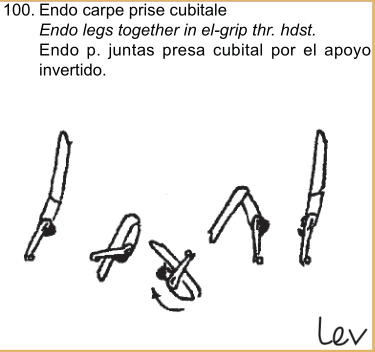 100. Endo carpe prise cubitale
Endo legs together in el-grip thr. hdst.
Endo p. juntas presa cubital por el apoyo
invertido.
Lev